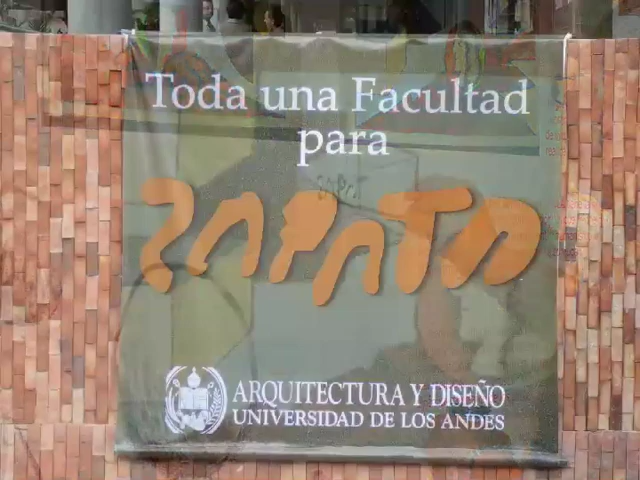 Toda una Facultad
para
ZAPATA
ARQUITECTURA Y DISEÑO
UNIVERSIDAD DE LOS ANDES